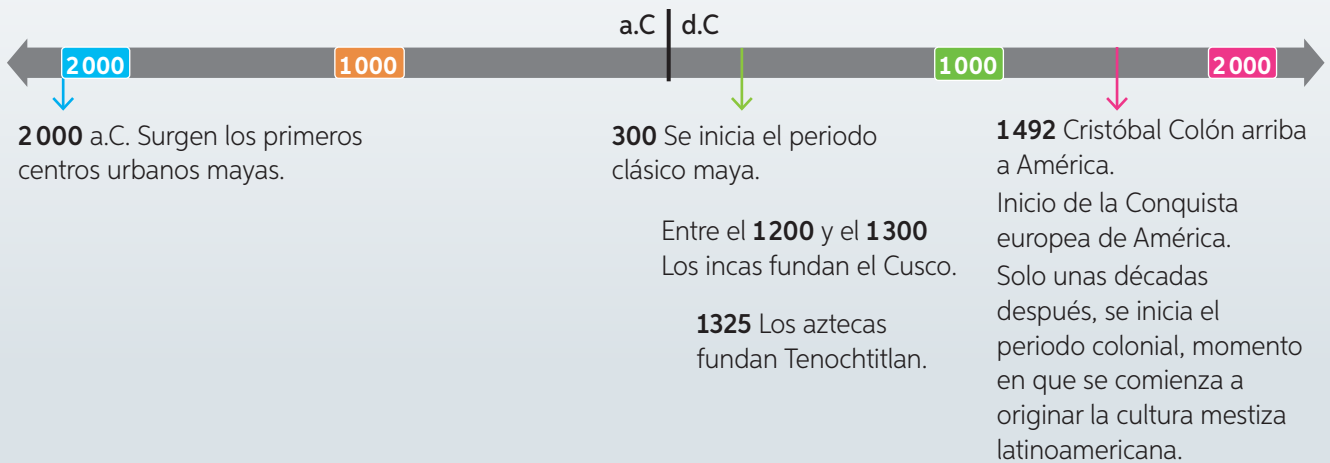 a.C d.C
2000 1000 1000 2000
2000 a.C. Surgen los primeros
centros urbanos mayas.
300 Se inicia el periodo
clásico maya.
Entre el 1200 y el 1300
Los incas fundan el Cusco.
1325 Los aztecas
fundan Tenochtitlan.
1492 Cristóbal Colón arriba
a América.
Inicio de la Conquista
europea de América.
Solo unas décadas
después, se inicia el
periodo colonial, momento
en que se comienza a
originar la cultura mestiza
latinoamericana.